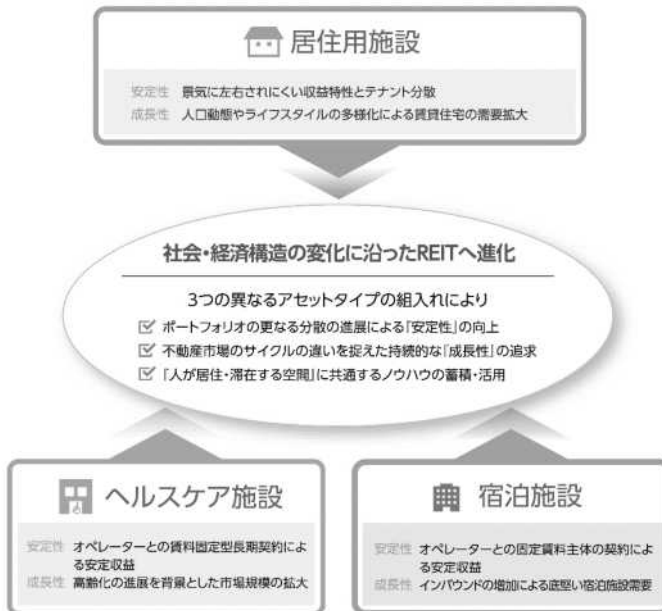 居住用施設
安定性 景気に左右されにくい収益特性とテナント分散
成長性 人口動態やライフスタイルの多様化による賃貸住宅の需要拡大
社会・経済構造の変化に沿ったREITへ進化
3つの異なるアセットタイプの組入れにより
ポートフォリオの更なる分散の進展による「安定性」の向上
不動産市場のサイクルの違いを捉えた持続的な「成長性」の追求
「人が居住・滞在する空間」に共通するノウハウの蓄積・活用
ヘルスケア施設
安定性 オペレーターとの賃料固定型長期契約によ
る安定収益
成長性 高齢化の進展を背景とした市場規模の拡大
宿泊施設
安定性 オペレーターとの固定賃料主体の契約によ
る安定収益
成長性 インバウンドの増加による底堅い宿泊施設需要